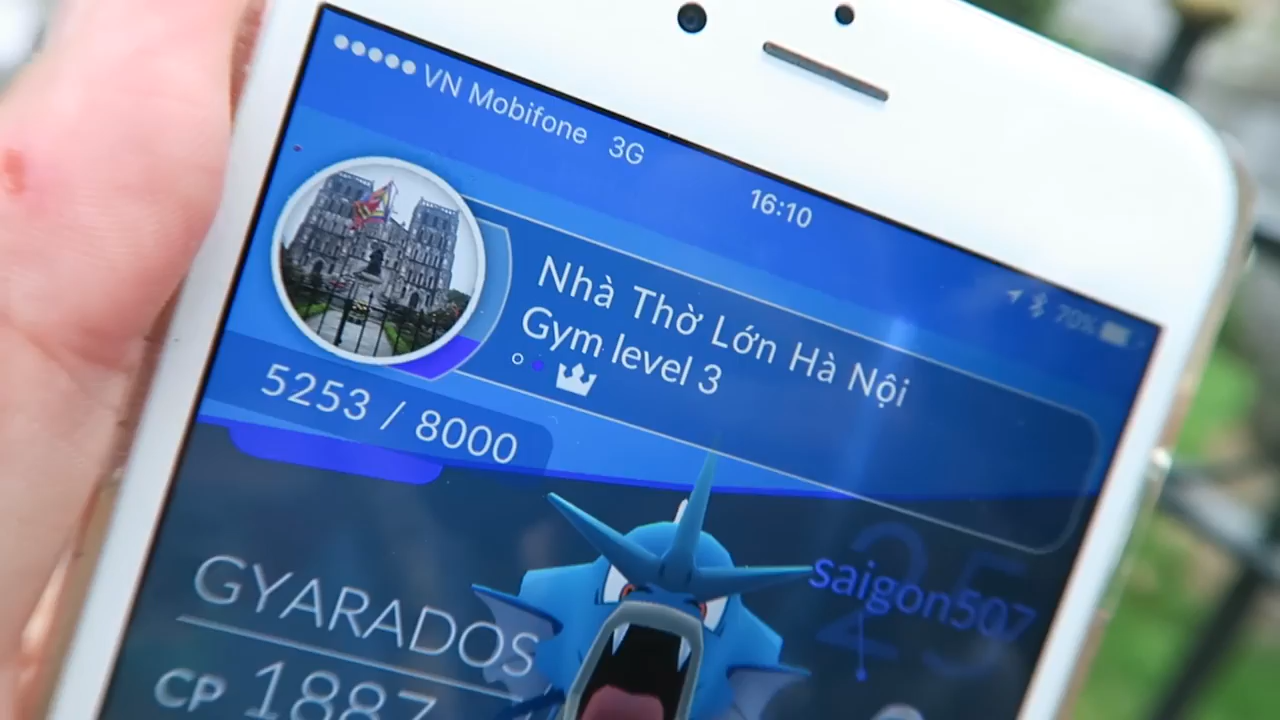 VN Mobifone 3G
16:10
70%
Nhà Thờ Lớn Hà Nội
Gym level 3
5253 / 8000
25
saigon507
GYARADOS
CP 1887